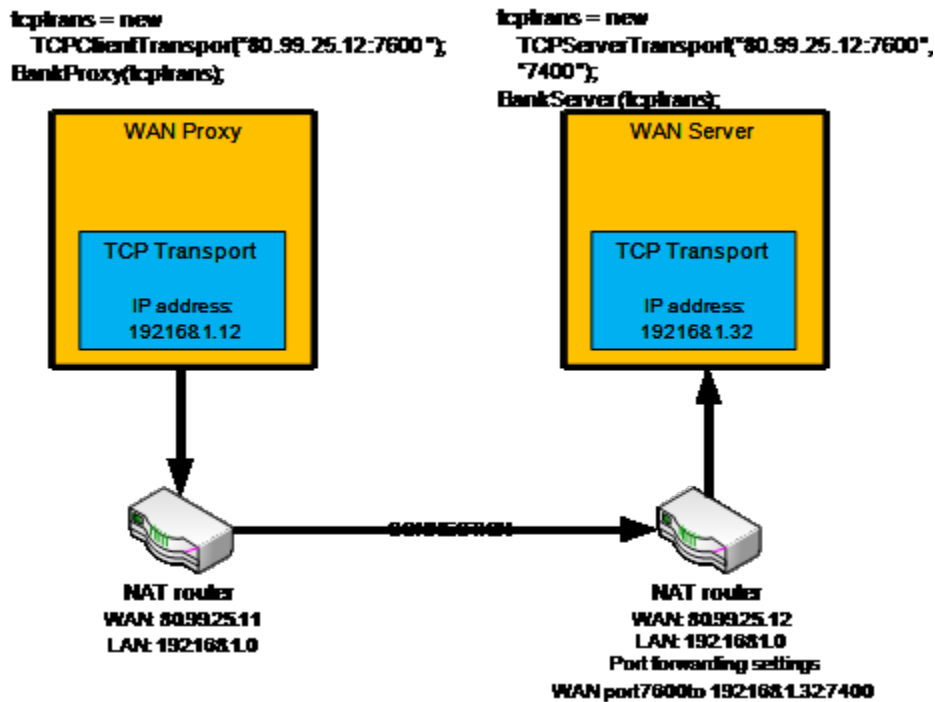 tcptrans = new
TCPClientTransport("80.99.25.12:7600");
BankProxy(tcptrans);
tcptrans = new
TCPServerTransport("80.99.25.12:7600",
"7400");
BankServer(tcptrans);
WAN Proxy
TCP Transport
IP address:
192.168.1.12
WAN Server
TCP Transport
IP address:
192.168.1.32
CONNECTION
NAT router
WAN: 80.99.25.11
LAN: 192.168.1.0
NAT router
WAN: 80.99.25.12
LAN: 192.168.1.0
Port forwarding settings
WAN port 7600 to 192.168.1.32:7400